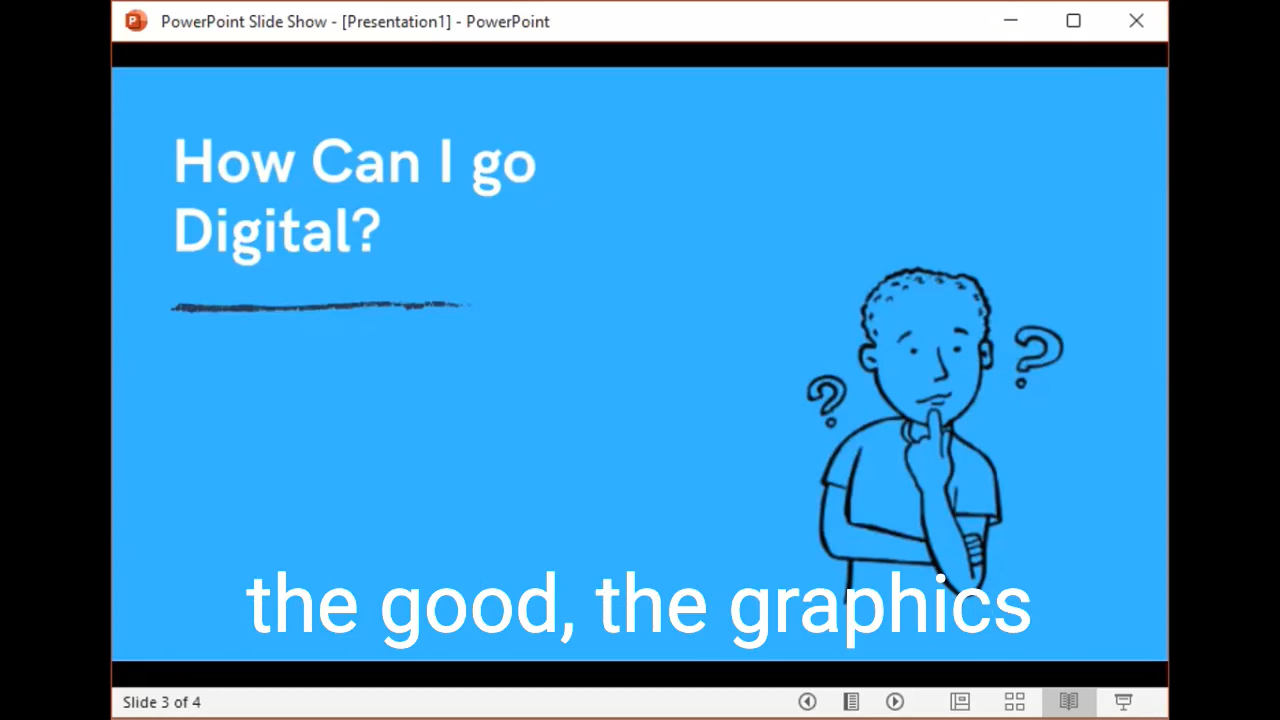 PowerPoint Slide Show - [Presentation1] - PowerPoint
How Can I go
Digital?
? ?
the good, the graphics
Slide 3 of 4